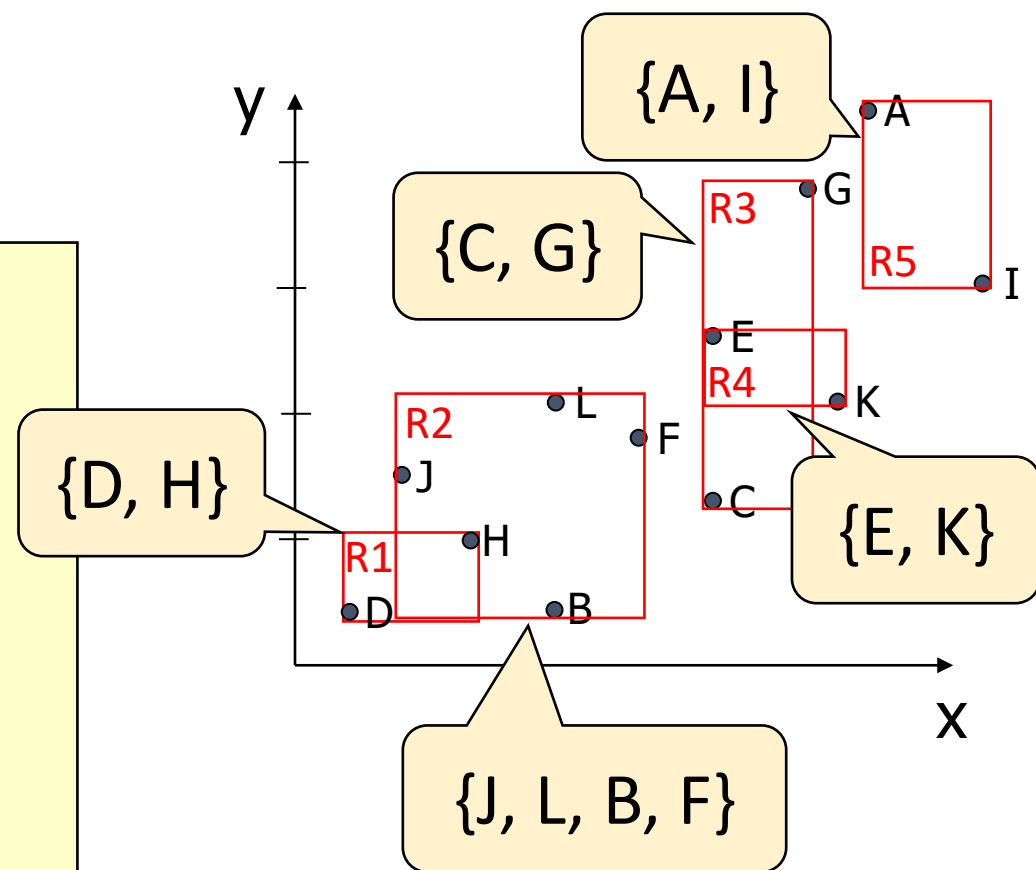 {A, I}
y
A
G
{C, G}
R3
R5
I
E
R4
K
L
R2
F
J
{D, H}
C
{E, K}
H
R1
D
B
x
{J, L, B, F}